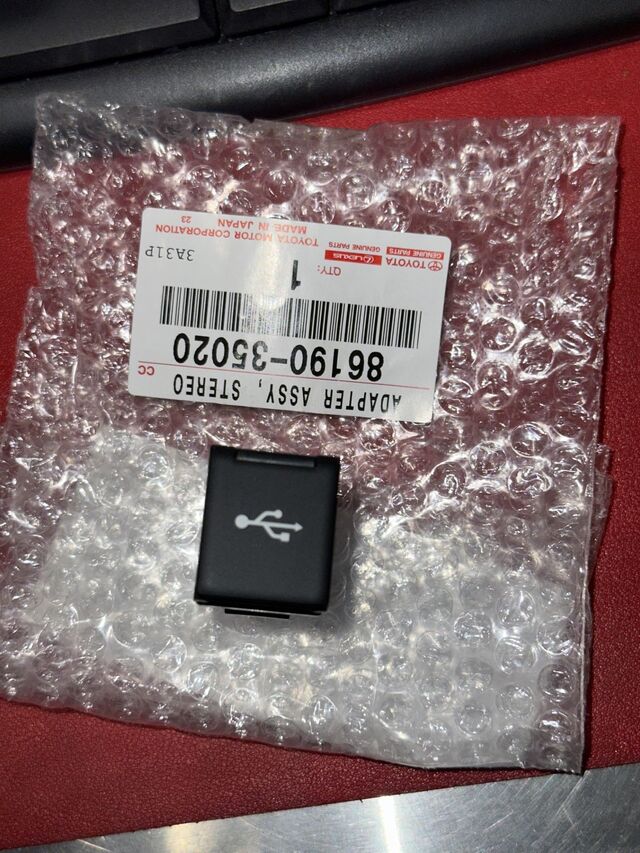 ADAPTER ASSY, STEREO
CC
86190-35020
QTY:
1
TOYOTA
GENUINE PARTS
LEXUS
GENUINE PARTS
3A31P
TOYOTA MOTOR CORPORATION
MADE IN JAPAN
23